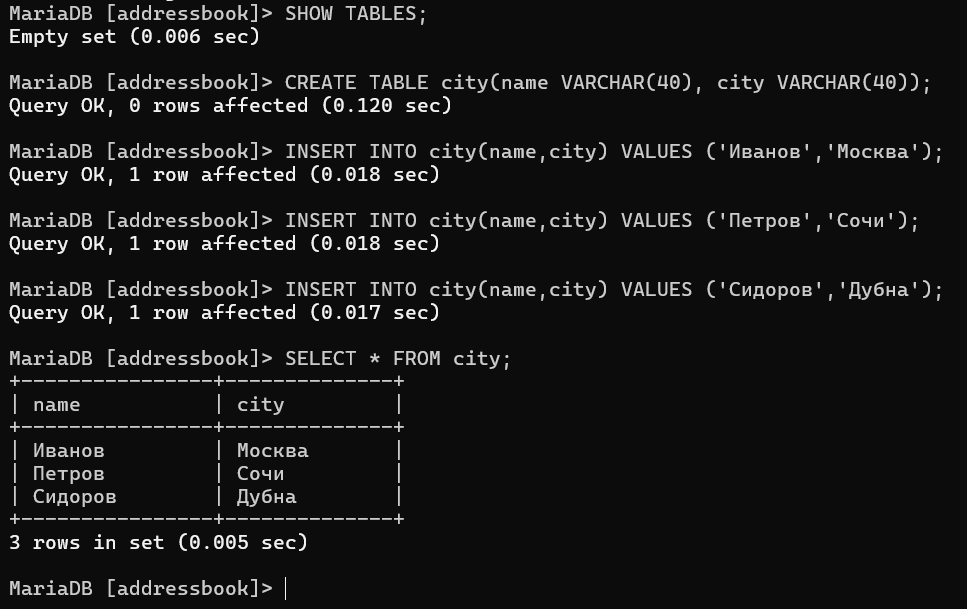 MariaDB [addressbook]> SHOW TABLES;
Empty set (0.006 sec)

MariaDB [addressbook]> CREATE TABLE city(name VARCHAR(40), city VARCHAR(40));
Query OK, 0 rows affected (0.120 sec)

MariaDB [addressbook]> INSERT INTO city(name,city) VALUES ('Иванов','Москва');
Query OK, 1 row affected (0.018 sec)

MariaDB [addressbook]> INSERT INTO city(name,city) VALUES ('Петров','Сочи');
Query OK, 1 row affected (0.018 sec)

MariaDB [addressbook]> INSERT INTO city(name,city) VALUES ('Сидоров','Дубна');
Query OK, 1 row affected (0.017 sec)

MariaDB [addressbook]> SELECT * FROM city;
+----------------+--------------+
| name           | city         |
+----------------+--------------+
| Иванов         | Москва       |
| Петров         | Сочи         |
| Сидоров        | Дубна        |
+----------------+--------------+
3 rows in set (0.005 sec)

MariaDB [addressbook]>